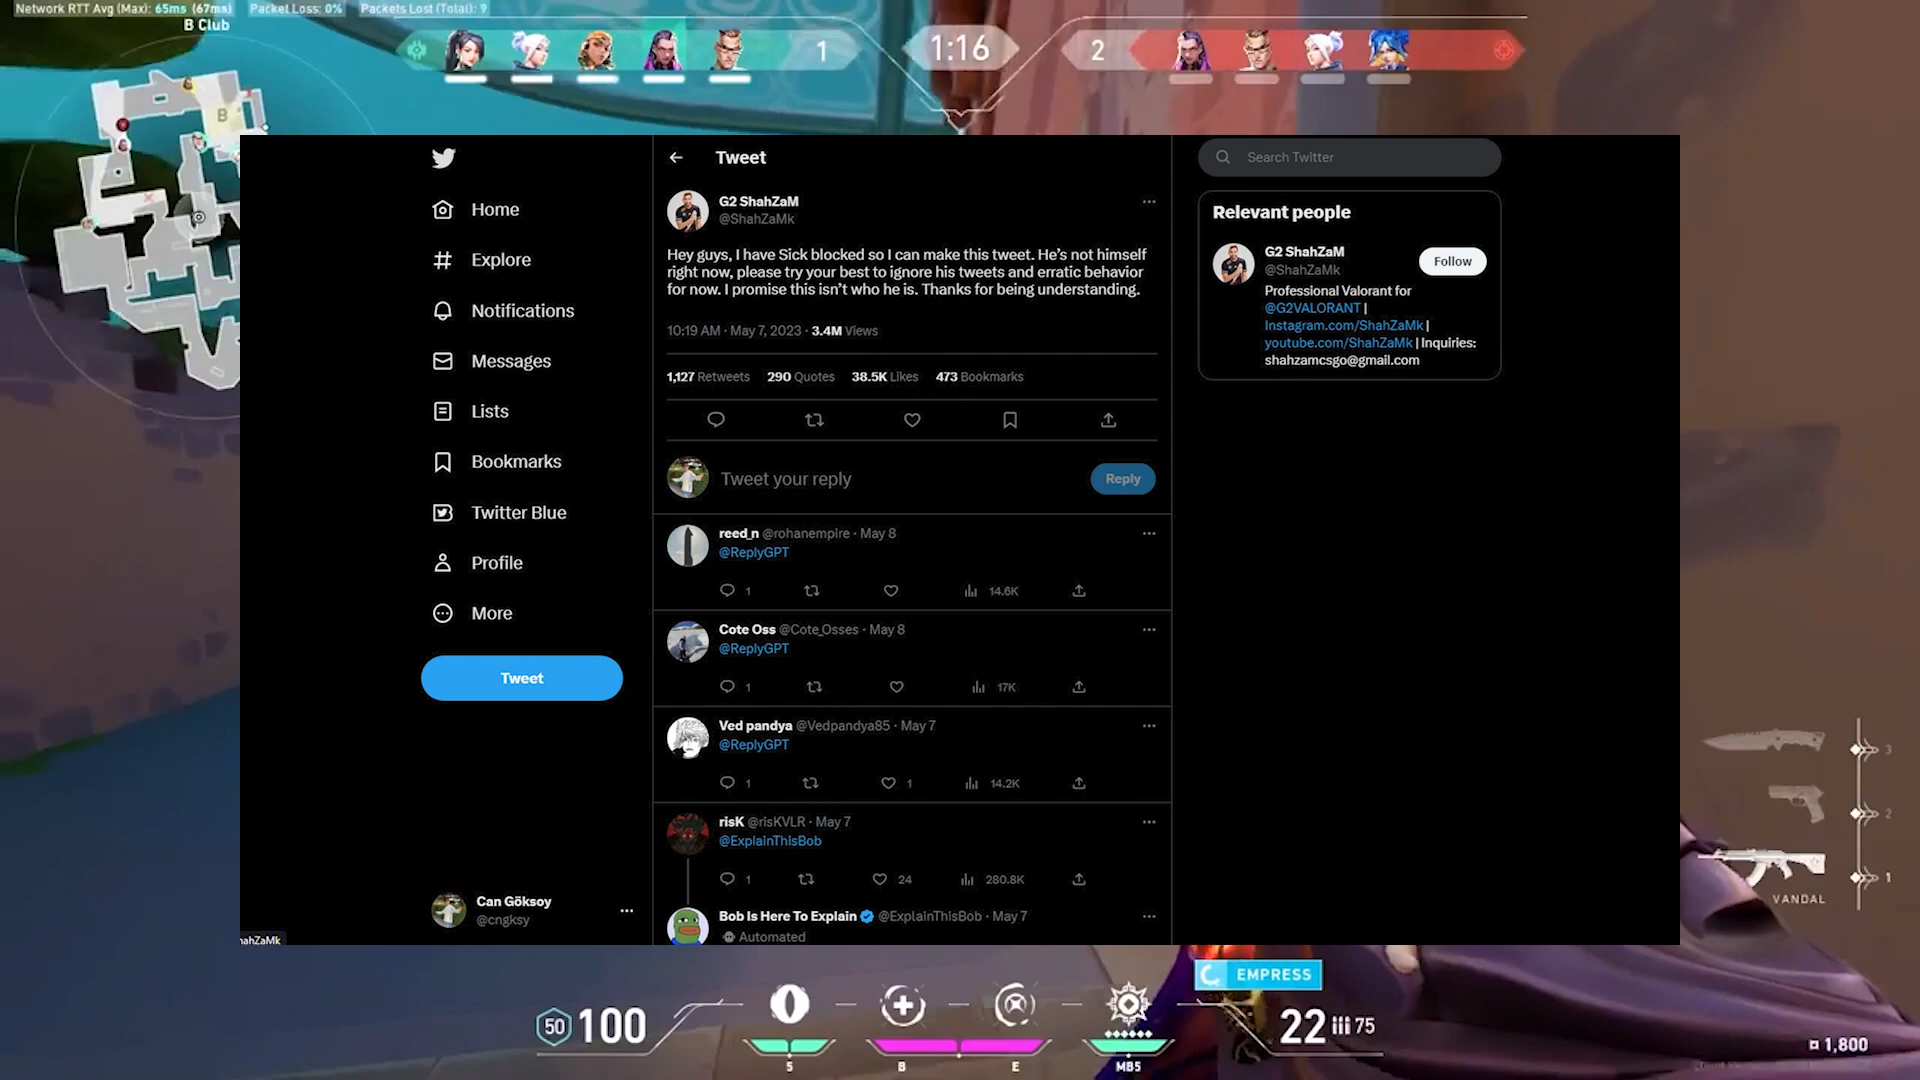 Network RTT Avg (Max): 65ms (67ms) Packet Loss: 0% Packets Lost (Total): 9
B Club
1
1:16
2
B
Tweet
Search Twitter
Home
Explore
Notifications
Messages
Lists
Bookmarks
Twitter Blue
Profile
More
Tweet
Can Göksoy
@cngksy
G2 ShahZaM
@ShahZaMk
Hey guys, I have Sick blocked so I can make this tweet. He's not himself
right now, please try your best to ignore his tweets and erratic behavior
for now. I promise this isn't who he is. Thanks for being understanding.
10:19 AM · May 7, 2023 · 3.4M Views
1,127 Retweets 290 Quotes 38.5K Likes 473 Bookmarks
Tweet your reply
Reply
reed_n @rohanempire · May 8
@ReplyGPT
1 14.6K
Cote Oss @Cote_Osses · May 8
@ReplyGPT
1 17K
Ved pandya @Vedpandya85 · May 7
@ReplyGPT
1 1 14.2K
risK @risKVLR · May 7
@ExplainThisBob
1 24 280.8K
Bob Is Here To Explain @ExplainThisBob · May 7
Automated
Relevant people
G2 ShahZaM
@ShahZaMk
Follow
Professional Valorant for
@G2VALORANT |
Instagram.com/ShahZaMk |
youtube.com/ShahZaMk | Inquiries:
shahzamcsgo@gmail.com
hahZaMk
3
2
1
VANDAL
EMPRESS
50 100
22 75
5
B
E
MB5
1,800